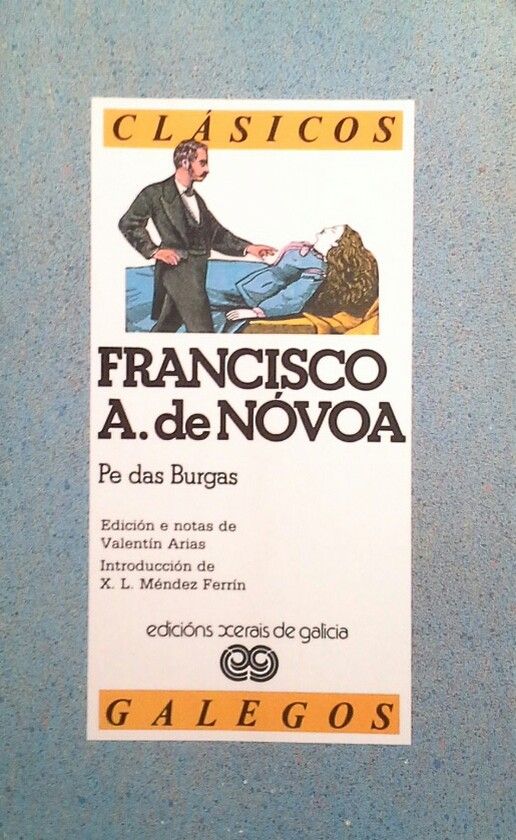 CLÁSICOS
FRANCISCO
A. de NÓVOA
Pe das Burgas
Edición e notas de
Valentín Arias
Introducción de
X. L. Méndez Ferrín
edicións xerais de galicia
GALEGOS